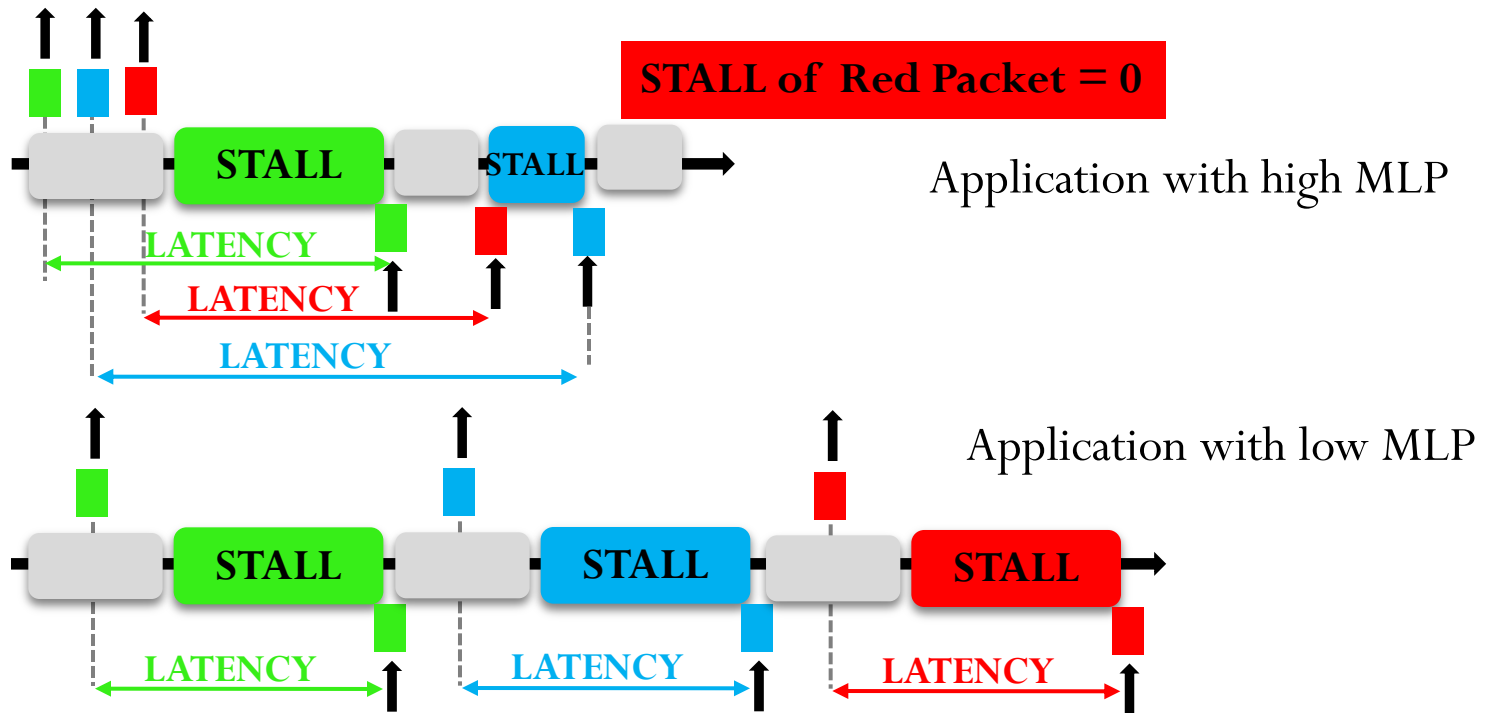 STALL of Red Packet = 0
STALL
STALL
Application with high MLP
LATENCY
LATENCY
LATENCY
Application with low MLP
STALL
STALL
STALL
LATENCY
LATENCY
LATENCY